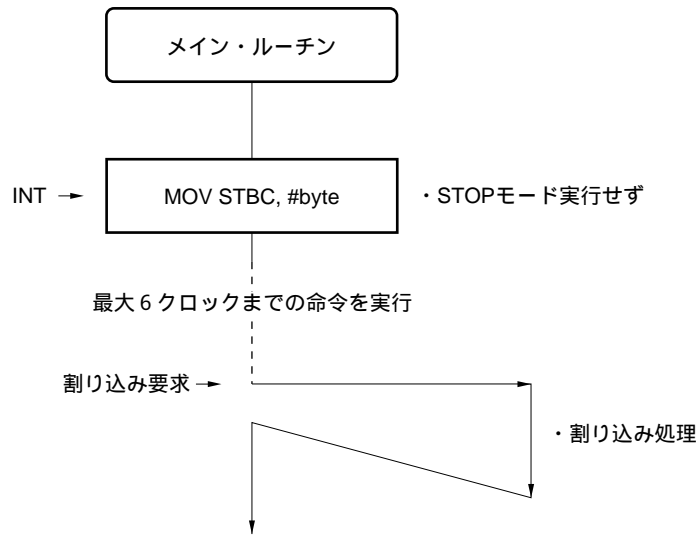 メイン・ルーチン
INT → MOV STBC, #byte ・STOPモード実行せず
最大6クロックまでの命令を実行
割り込み要求 →
・割り込み処理